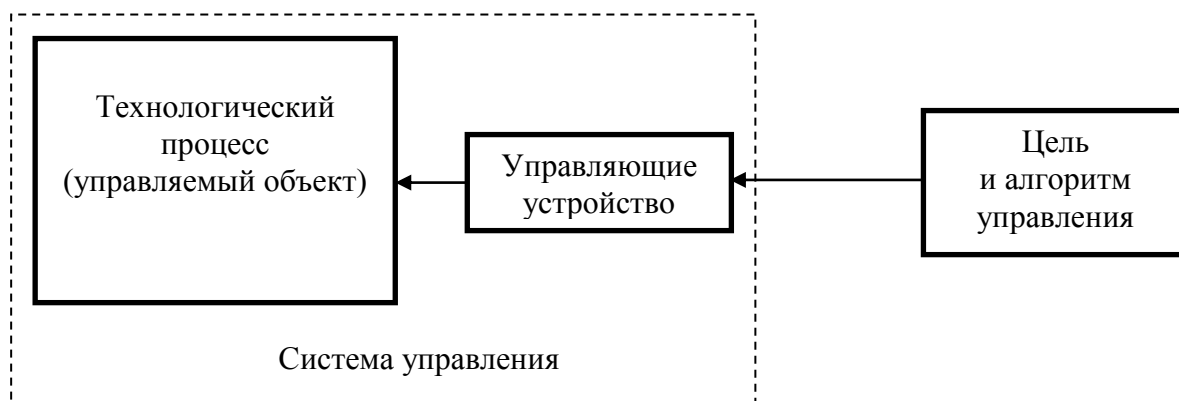 Технологический
процесс
(управляемый объект)
Управляющие
устройство
Цель
и алгоритм
управления
Система управления